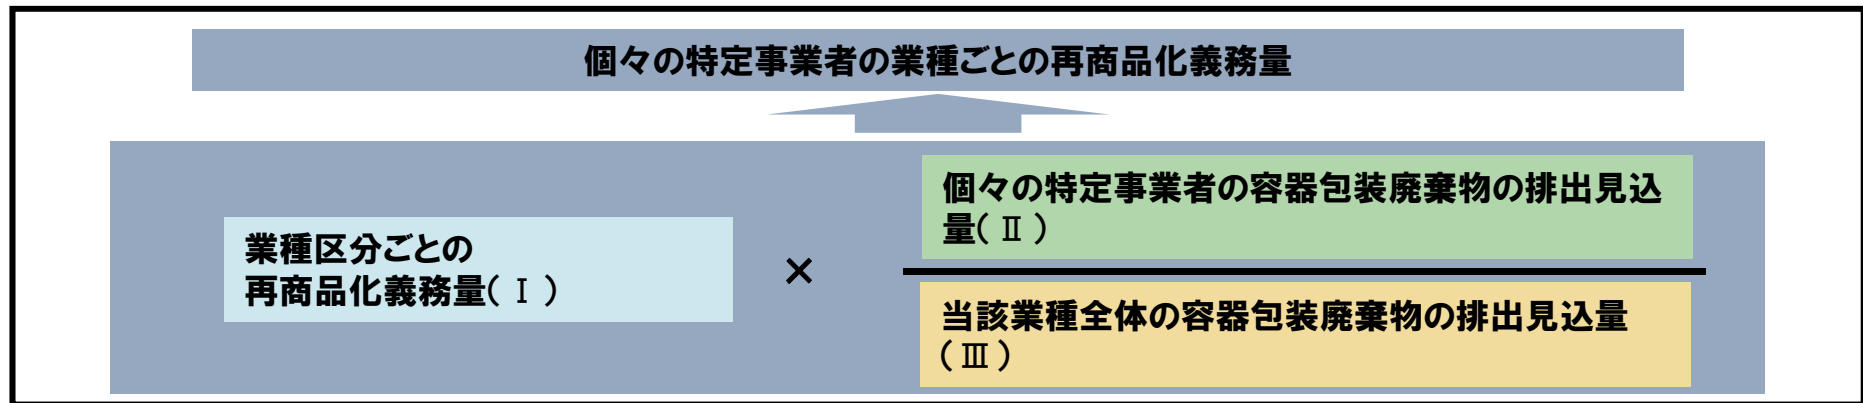 個々の特定事業者の業種ごとの再商品化義務量
個々の特定事業者の容器包装廃棄物の排出見込
量(Ⅱ)
業種区分ごとの
再商品化義務量(Ⅰ)
×
当該業種全体の容器包装廃棄物の排出見込量
(Ⅲ)